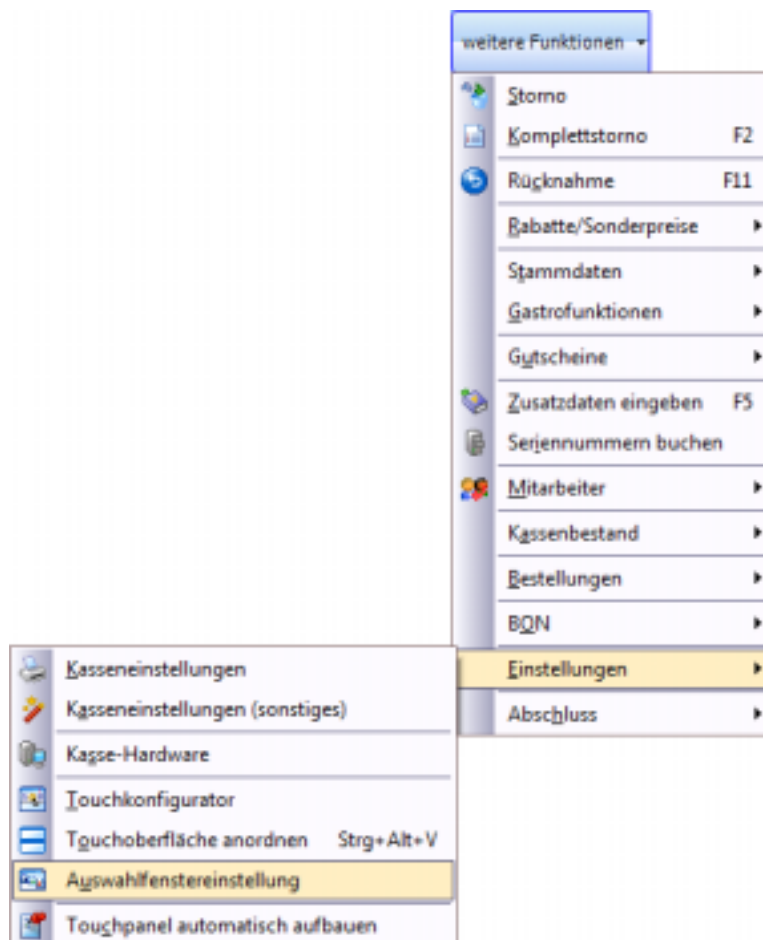 weitere Funktionen
Storno
Komplettstorno F2
Rücknahme F11
Rabatte/Sonderpreise
Stammdaten
Gastrofunktionen
Gutscheine
Zusatzdaten eingeben F5
Seriennummern buchen
Mitarbeiter
Kassenbestand
Bestellungen
BON
Einstellungen
Abschluss
Kasseneinstellungen
Kasseneinstellungen (sonstiges)
Kasse-Hardware
Touchkonfigurator
Touchoberfläche anordnen Strg+Alt+V
Auswahlfenstereinstellung
Touchpanel automatisch aufbauen